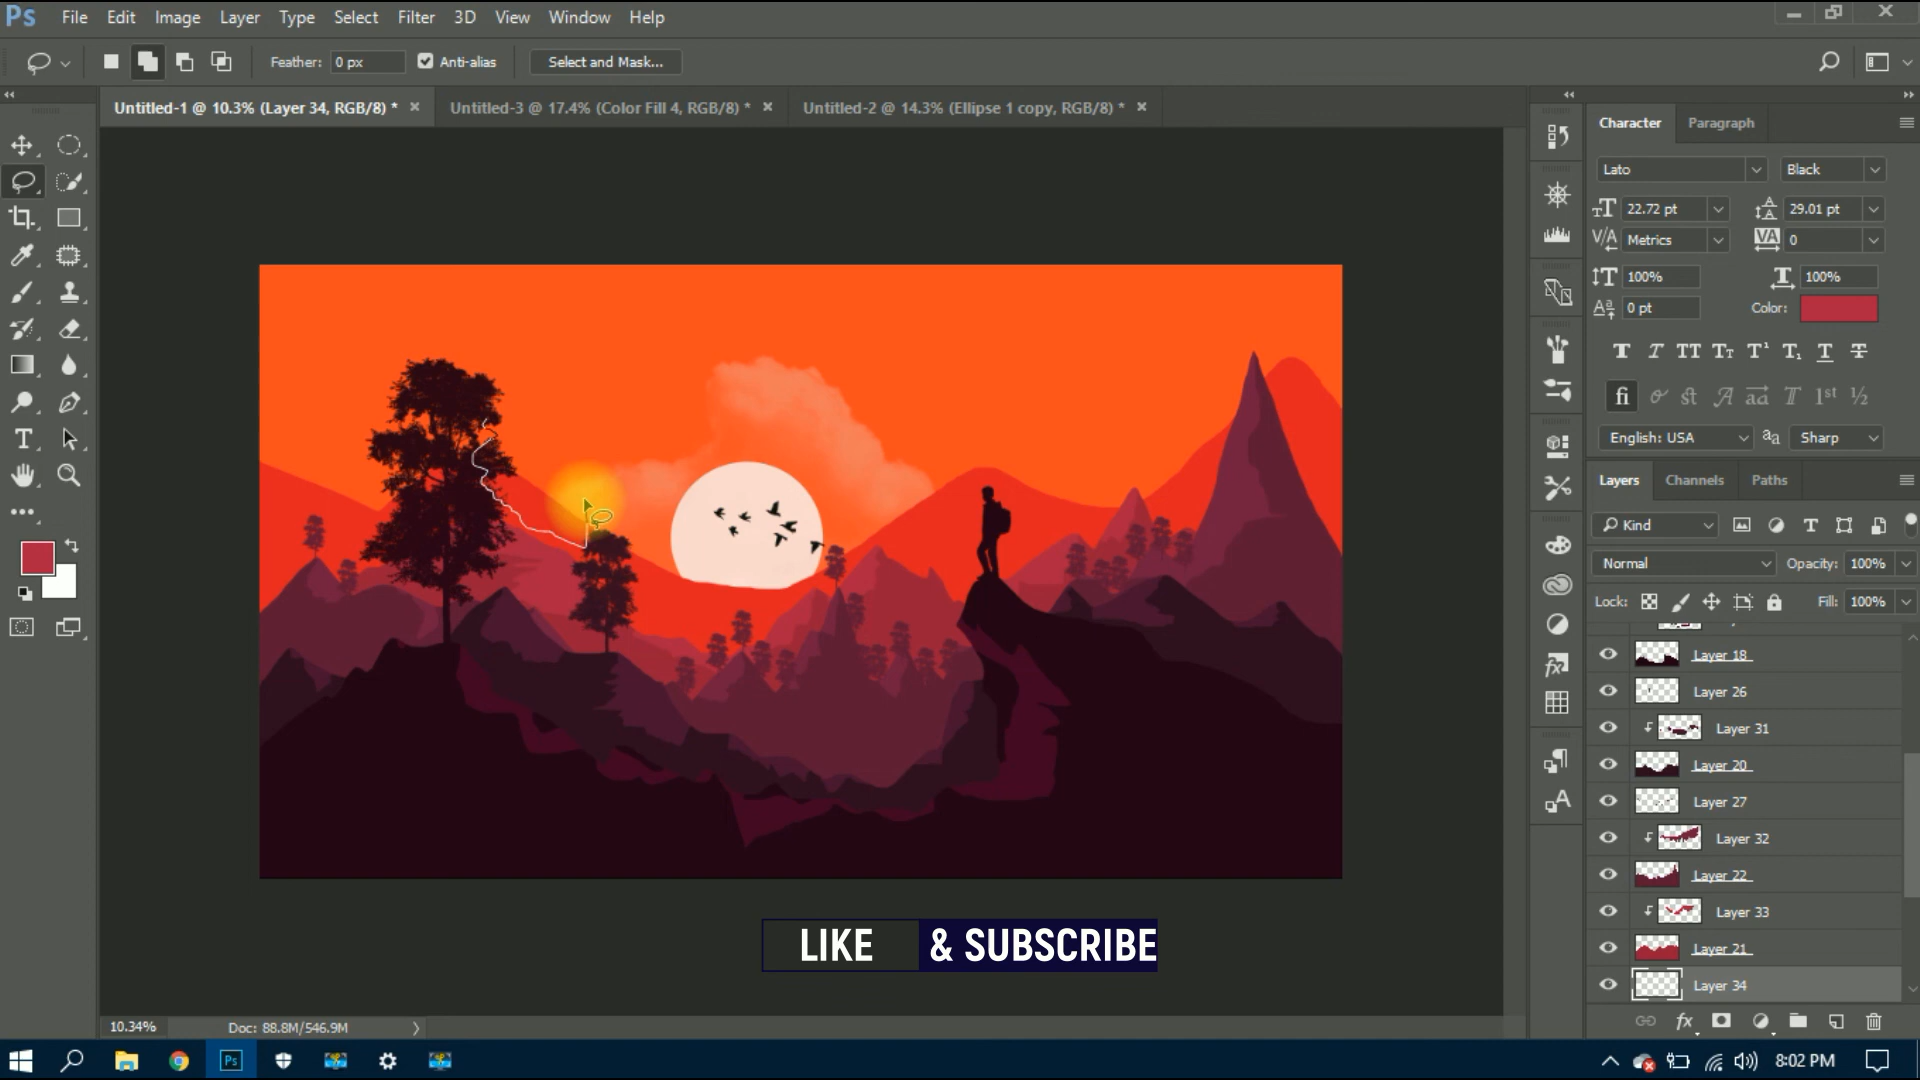 Ps File Edit Image Layer Type Select Filter 3D View Window Help
Feather: 0 px Anti-alias Select and Mask...
Untitled-1 @ 10.3% (Layer 34, RGB/8) * Untitled-3 @ 17.4% (Color Fill 4, RGB/8) * Untitled-2 @ 14.3% (Ellipse 1 copy, RGB/8) *
Character Paragraph
Lato Black
22.72 pt 29.01 pt
Metrics 0
100% 100%
0 pt Color:
English: USA Sharp
Layers Channels Paths
Kind
Normal Opacity: 100%
Lock: Fill: 100%
Layer 18
Layer 26
Layer 31
Layer 20
Layer 27
Layer 32
Layer 22
Layer 33
Layer 21
Layer 34
LIKE & SUBSCRIBE
10.34% Doc: 88.8M/546.9M
Ps 8:02 PM